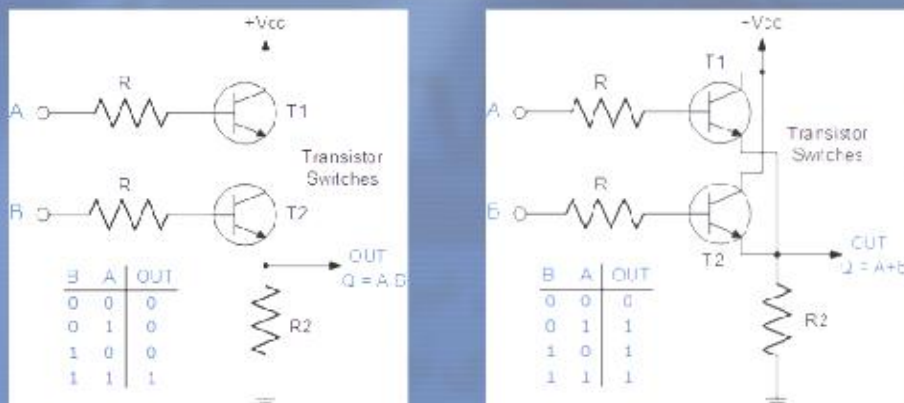 +Vcc
R
A
T1
Transistor
Switches
R
B
T2
OUT
Q = A.B
B A OUT
0 0 0
0 1 0
1 0 0
1 1 1
R2
+Vcc
T1
R
A
Transistor
Switches
R
B
T2
OUT
Q = A+B
B A OUT
0 0 0
0 1 1
1 0 1
1 1 1
R2